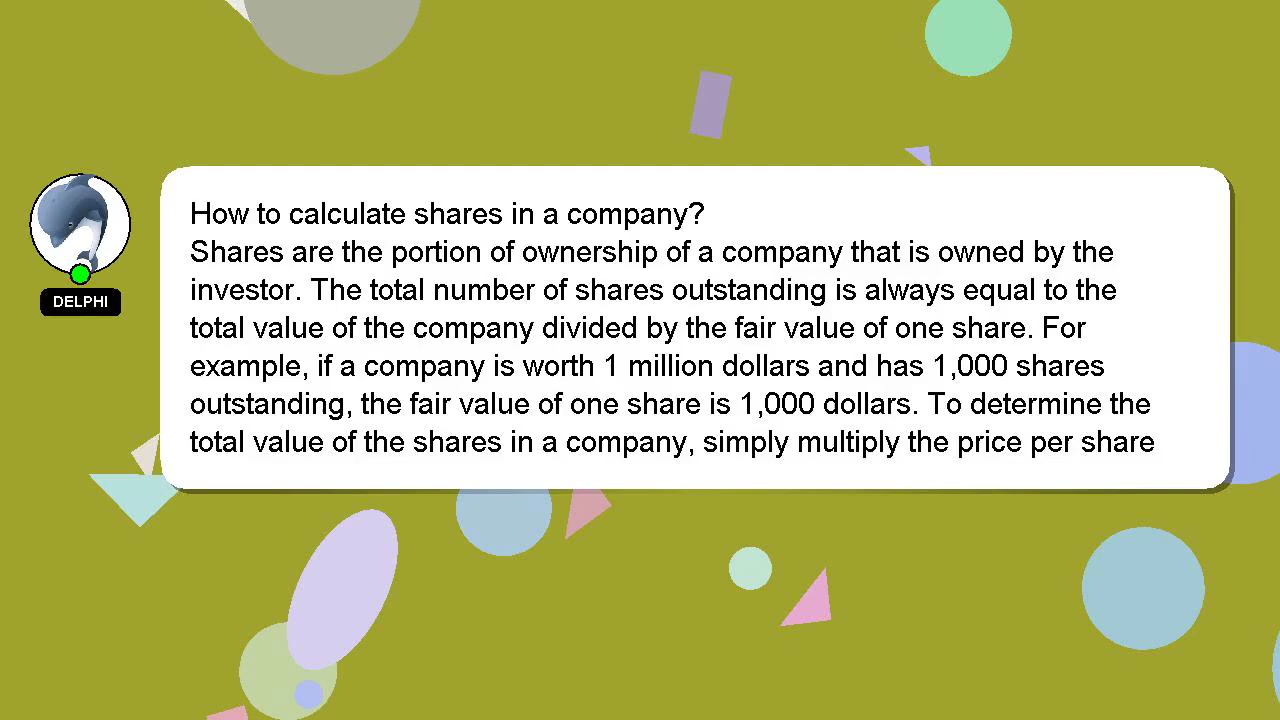 How to calculate shares in a company?
Shares are the portion of ownership of a company that is owned by the
investor. The total number of shares outstanding is always equal to the
total value of the company divided by the fair value of one share. For
example, if a company is worth 1 million dollars and has 1,000 shares
outstanding, the fair value of one share is 1,000 dollars. To determine the
total value of the shares in a company, simply multiply the price per share
DELPHI